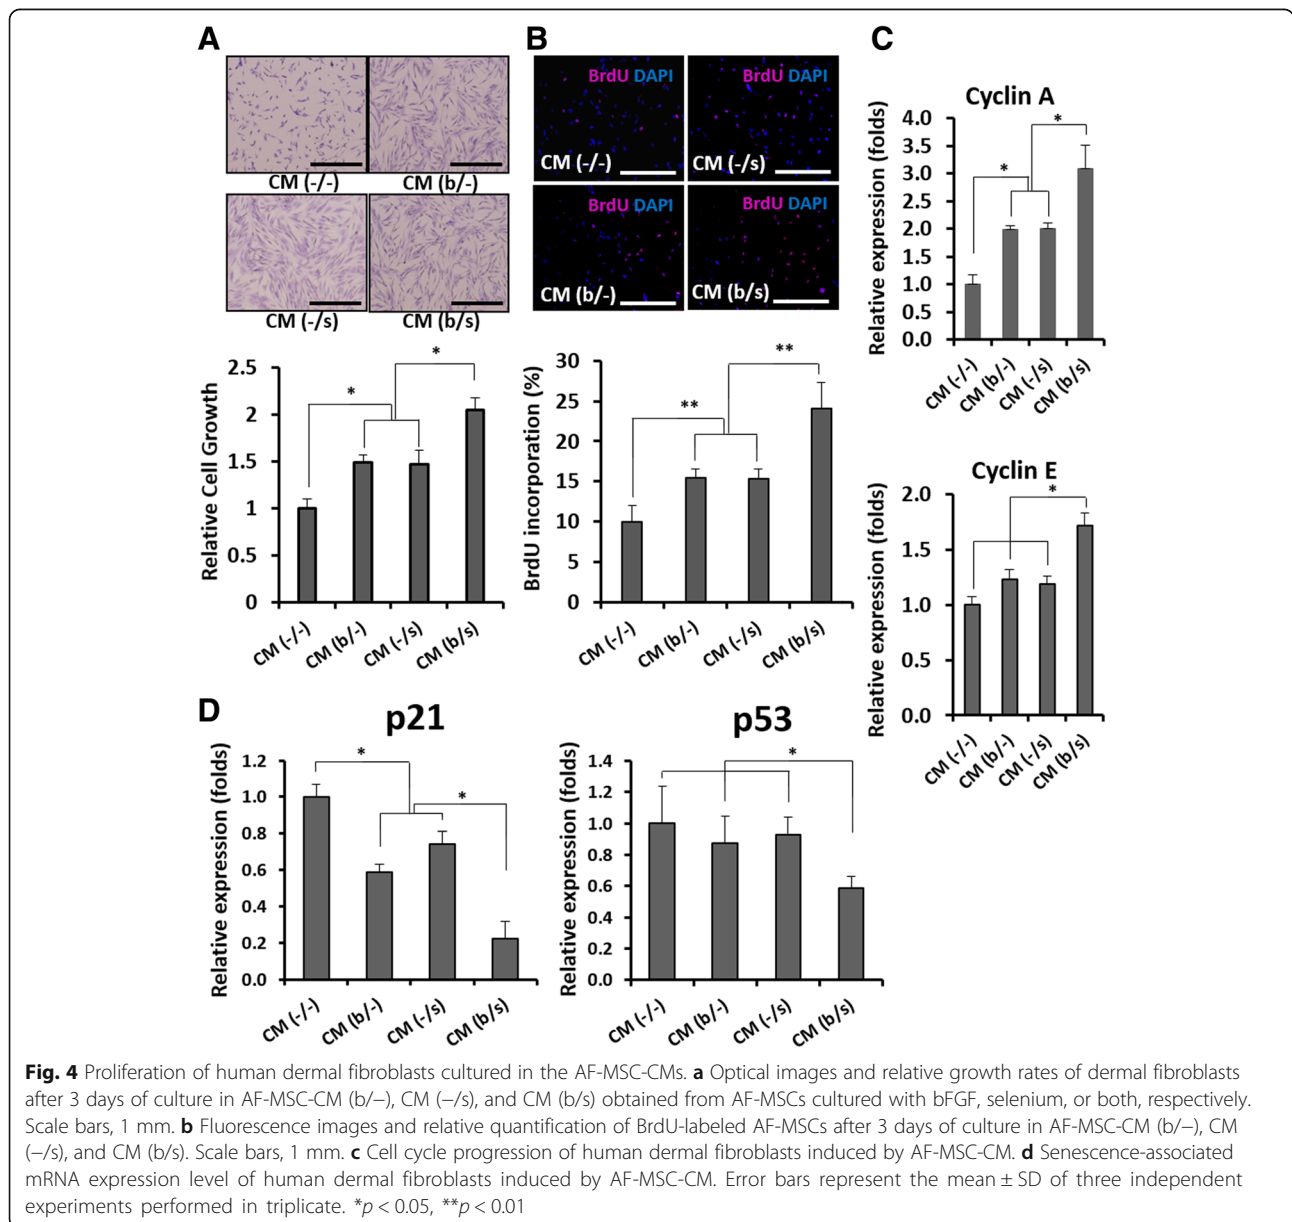 A
CM (-/-)
CM (b/-)
CM (-/s)
CM (b/s)
2.5
2
1.5
1
0.5
0
Relative Cell Growth
*
*
CM (-/-)
CM (b/-)
CM (-/s)
CM (b/s)
B
BrdU DAPI
CM (-/-)
BrdU DAPI
CM (-/s)
BrdU DAPI
CM (b/-)
BrdU DAPI
CM (b/s)
30
25
20
15
10
5
0
BrdU incorporation (%)
**
**
CM (-/-)
CM (b/-)
CM (-/s)
CM (b/s)
C
Cyclin A
4.0
3.5
3.0
2.5
2.0
1.5
1.0
0.5
0.0
Relative expression (folds)
*
*
CM (-/-)
CM (b/-)
CM (-/s)
CM (b/s)
Cyclin E
2.0
1.5
1.0
0.5
0.0
Relative expression (folds)
*
CM (-/-)
CM (b/-)
CM (-/s)
CM (b/s)
D
p21
1.2
1.0
0.8
0.6
0.4
0.2
0.0
Relative expression (folds)
*
*
CM (-/-)
CM (b/-)
CM (-/s)
CM (b/s)
p53
1.4
1.2
1.0
0.8
0.6
0.4
0.2
0.0
Relative expression (folds)
*
CM (-/-)
CM (b/-)
CM (-/s)
CM (b/s)
Fig. 4 Proliferation of human dermal fibroblasts cultured in the AF-MSC-CMs. a Optical images and relative growth rates of dermal fibroblasts
after 3 days of culture in AF-MSC-CM (b/−), CM (−/s), and CM (b/s) obtained from AF-MSCs cultured with bFGF, selenium, or both, respectively.
Scale bars, 1 mm. b Fluorescence images and relative quantification of BrdU-labeled AF-MSCs after 3 days of culture in AF-MSC-CM (b/−), CM
(−/s), and CM (b/s). Scale bars, 1 mm. c Cell cycle progression of human dermal fibroblasts induced by AF-MSC-CM. d Senescence-associated
mRNA expression level of human dermal fibroblasts induced by AF-MSC-CM. Error bars represent the mean ± SD of three independent
experiments performed in triplicate. *p < 0.05, **p < 0.01